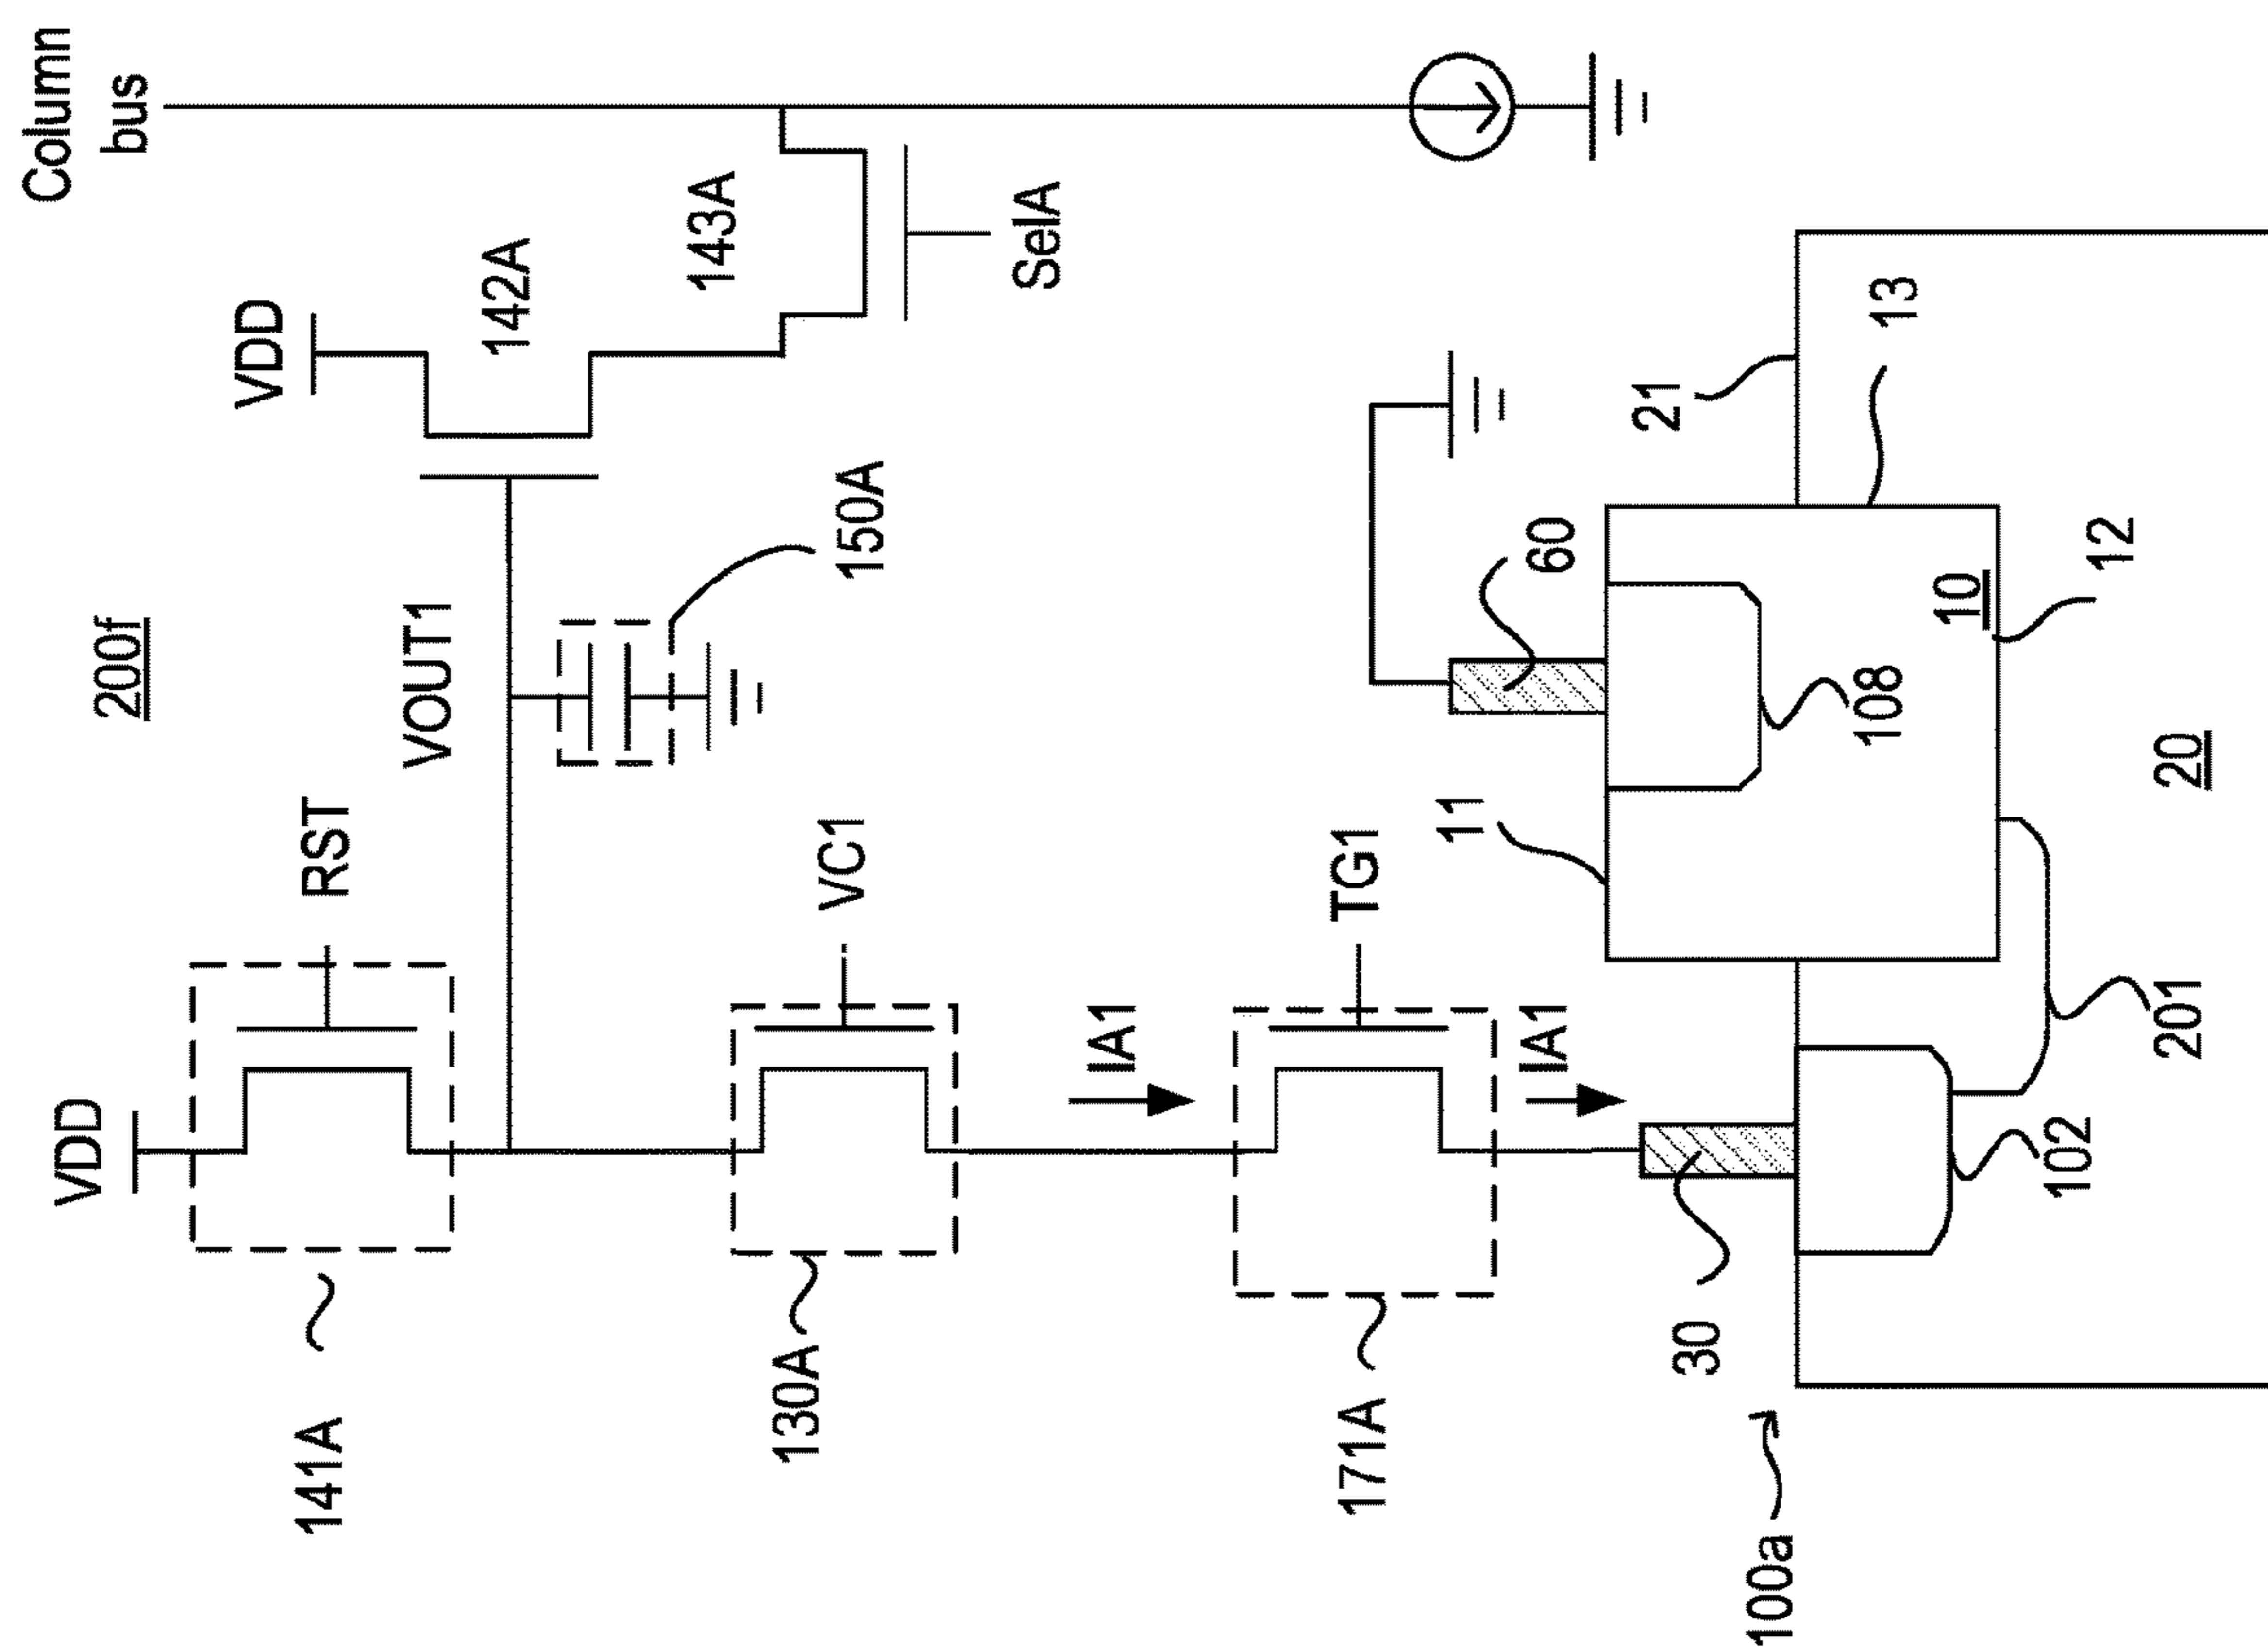 200f
Column
bus
VDD
VDD
RST
141A
VOUT1
142A
143A
SelA
150A
130A
VC1
IA1
171A
TG1
IA1
30
60
11
21
13
108
10
12
100a
102
201
20